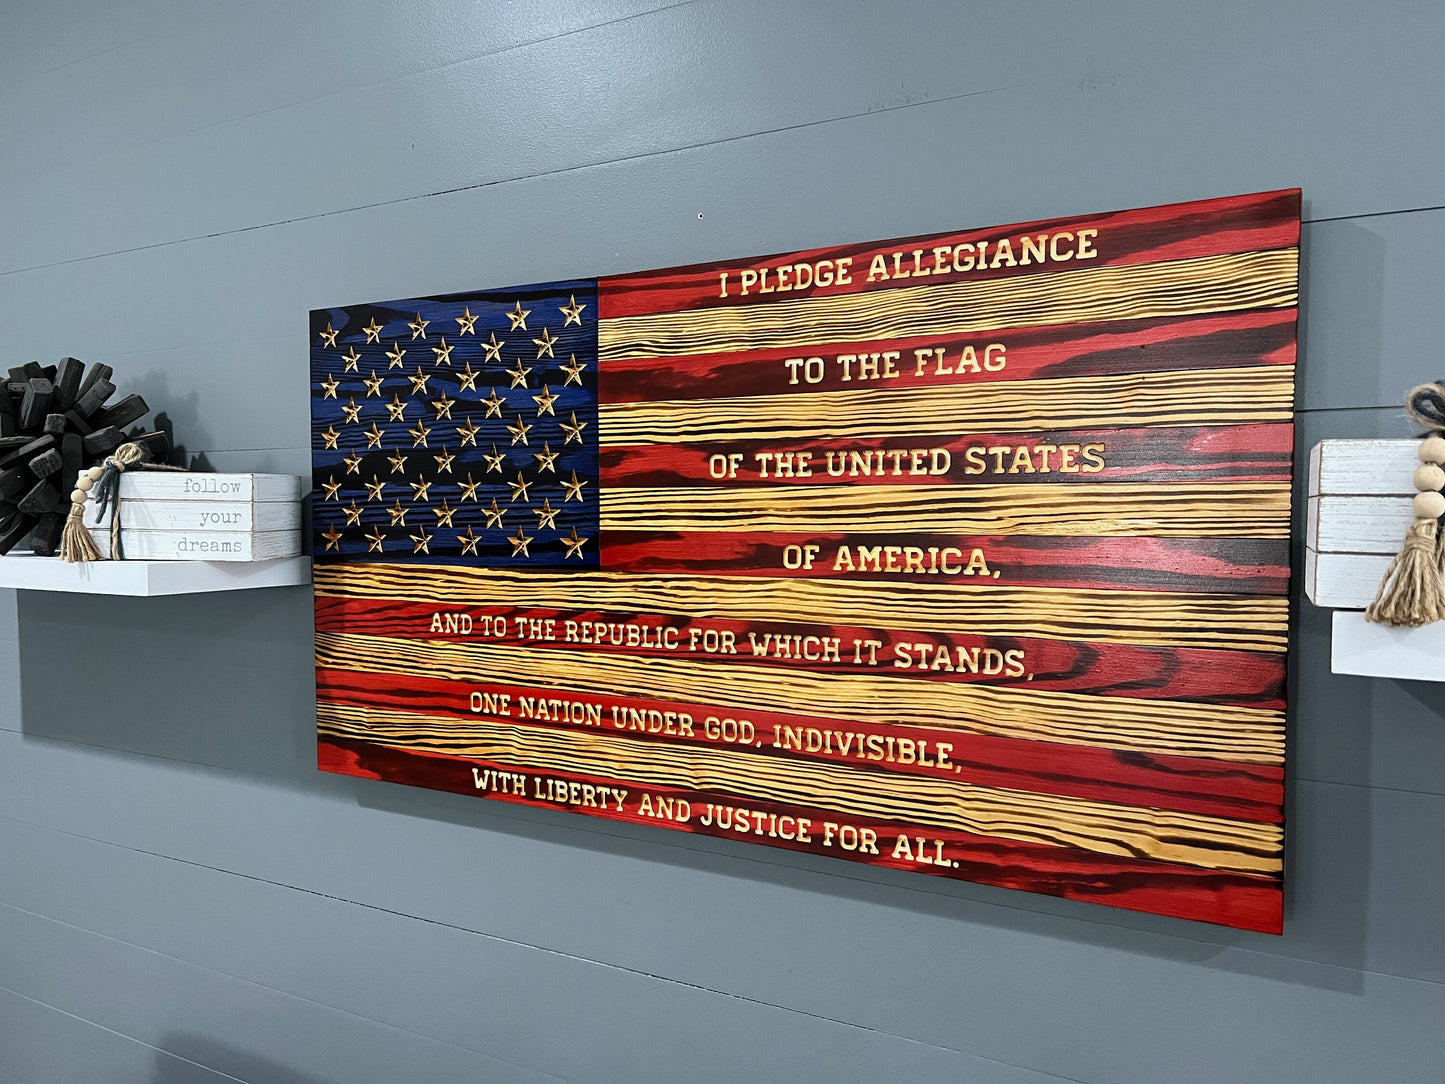 I PLEDGE ALLEGIANCE
TO THE FLAG
OF THE UNITED STATES
OF AMERICA,
AND TO THE REPUBLIC FOR WHICH IT STANDS,
ONE NATION UNDER GOD, INDIVISIBLE,
WITH LIBERTY AND JUSTICE FOR ALL.
follow
your
dreams